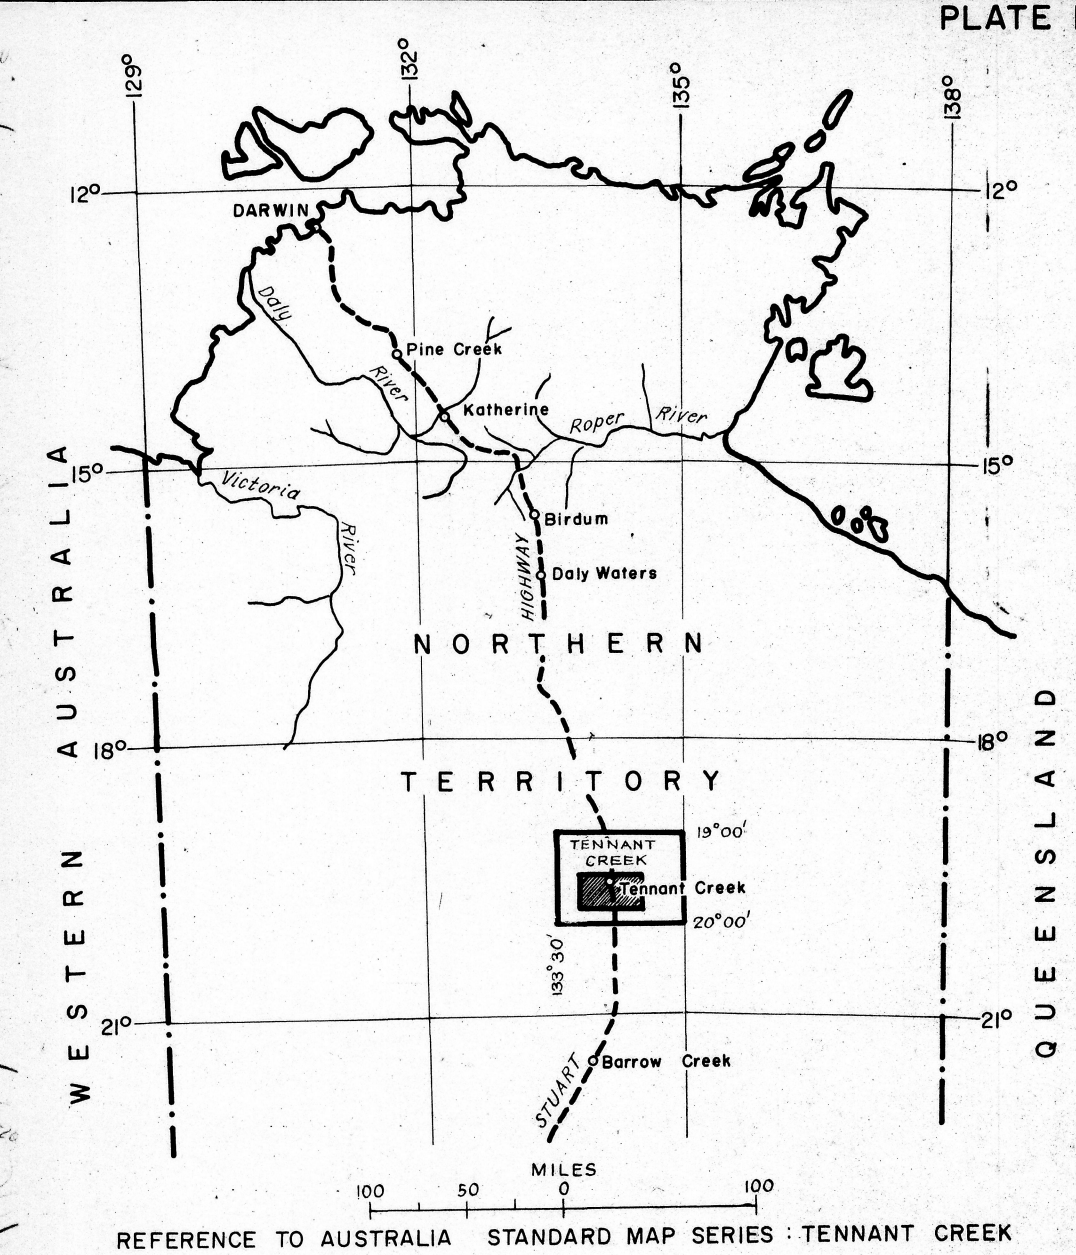 PLATE
129°
132°
135°
138°
12°
12°
DARWIN
Daly
River
Pine Creek
Katherine
Roper River
15°
15°
Victoria
River
Birdum
HIGHWAY
Daly Waters
NORTHERN
WESTERN AUSTRALIA
QUEENSLAND
18°
18°
TERRITORY
19°00'
TENNANT
CREEK
Tennant Creek
20°00'
133°30'
21°
21°
Barrow Creek
STUART
MILES
100 50 0 100
REFERENCE TO AUSTRALIA STANDARD MAP SERIES : TENNANT CREEK